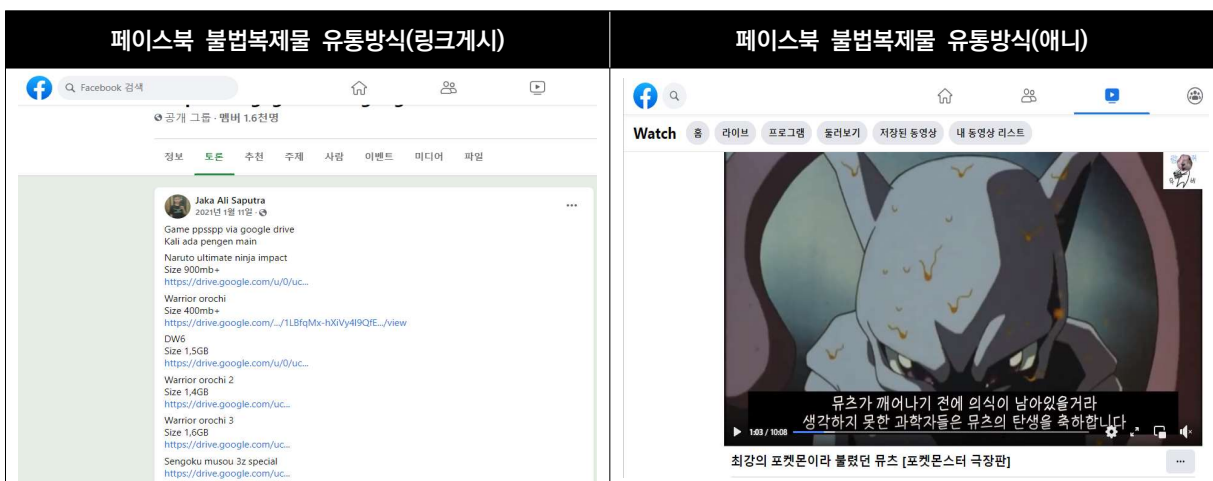 페이스북 불법복제물 유통방식(링크게시)
Facebook 검색
공개 그룹 · 멤버 1.6천명
정보 토론 추천 주제 사람 이벤트 미디어 파일
Jaka Ali Saputra
2021년 1월 11일
Game ppsspp via google drive
Kali ada pengen main
Naruto ultimate ninja impact
Size 900mb+
https://drive.google.com/u/0/uc...
Warrior orochi
Size 400mb+
https://drive.google.com/.../1LBfqMx-hXiVy4l9QfE.../view
DW6
Size 1,5GB
https://drive.google.com/u/0/uc...
Warrior orochi 2
Size 1,4GB
https://drive.google.com/uc...
Warrior orochi 3
Size 1,6GB
https://drive.google.com/uc...
Sengoku musou 3z special
https://drive.google.com/uc...
페이스북 불법복제물 유통방식(애니)
Watch 홈 라이브 프로그램 둘러보기 저장된 동영상 내 동영상 리스트
뮤츠가 깨어나기 전에 의식이 남아있을거라
생각하지 못한 과학자들은 뮤츠의 탄생을 축하합니다
1:03 / 10:08
최강의 포켓몬이라 불렸던 뮤츠 [포켓몬스터 극장판]